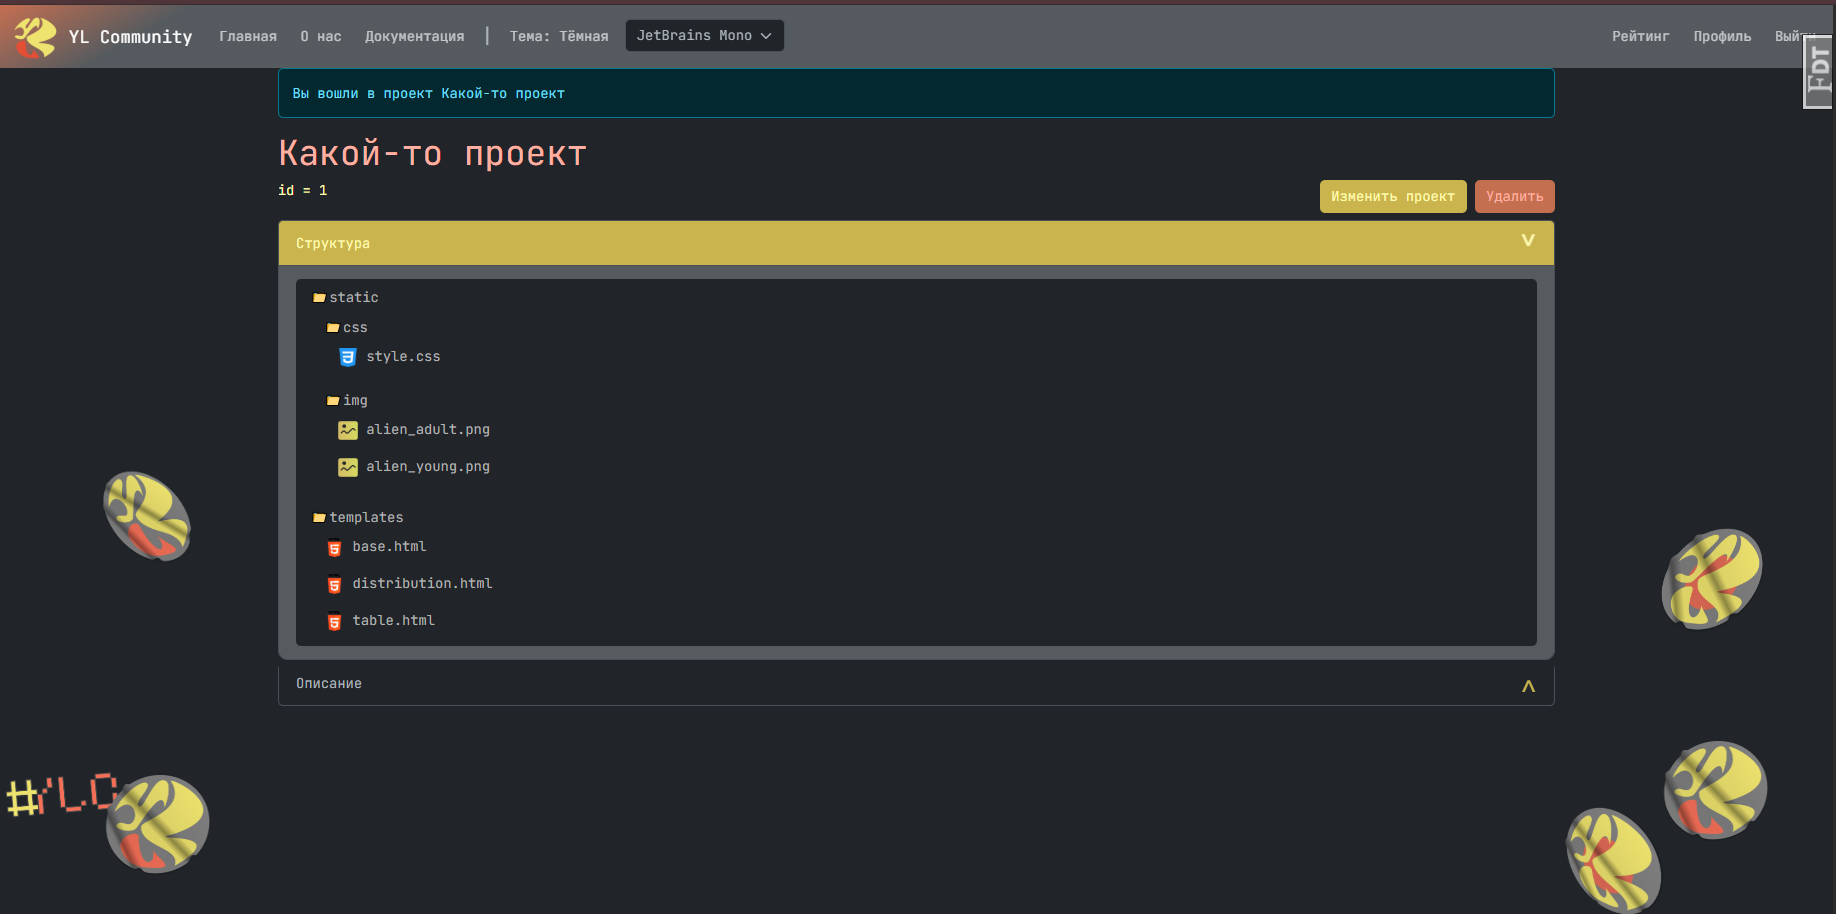 YL Community Главная О нас Документация | Тема: Тёмная JetBrains Mono Рейтинг Профиль Выйти
FDT
Вы вошли в проект Какой-то проект
Какой-то проект
id = 1
Изменить проект Удалить
Структура
static
css
style.css
img
alien_adult.png
alien_young.png
templates
base.html
distribution.html
table.html
Описание
#YLC